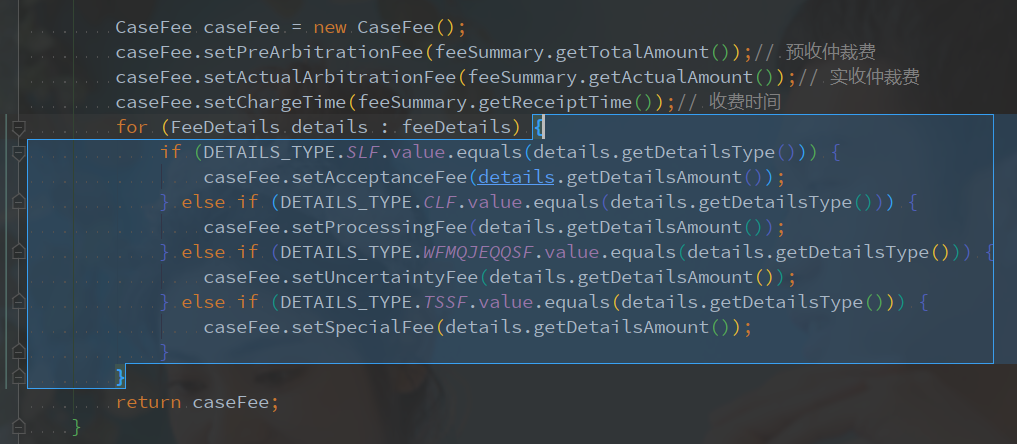 CaseFee caseFee = new CaseFee();
caseFee.setPreArbitrationFee(feeSummary.getTotalAmount());// 预收仲裁费
caseFee.setActualArbitrationFee(feeSummary.getActualAmount());// 实收仲裁费
caseFee.setChargeTime(feeSummary.getReceiptTime());// 收费时间
for (FeeDetails details : feeDetails) {
if (DETAILS_TYPE.SLF.value.equals(details.getDetailsType())) {
caseFee.setAcceptanceFee(details.getDetailsAmount());
} else if (DETAILS_TYPE.CLF.value.equals(details.getDetailsType())) {
caseFee.setProcessingFee(details.getDetailsAmount());
} else if (DETAILS_TYPE.WFMQJEQQSF.value.equals(details.getDetailsType())) {
caseFee.setUncertaintyFee(details.getDetailsAmount());
} else if (DETAILS_TYPE.TSSF.value.equals(details.getDetailsType())) {
caseFee.setSpecialFee(details.getDetailsAmount());
}
}
return caseFee;
}